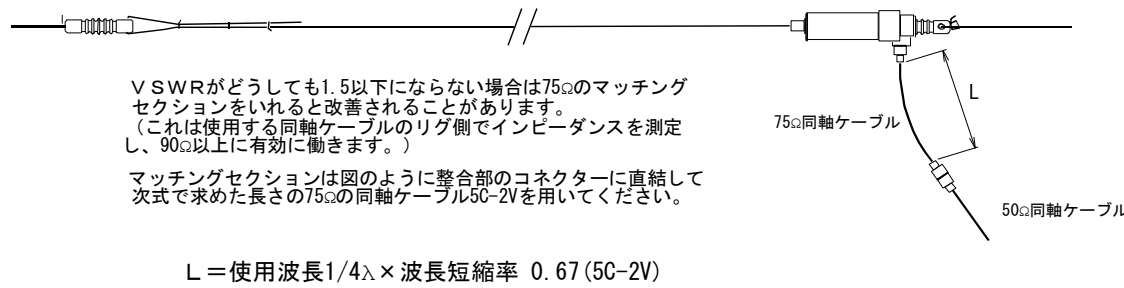 VSWRがどうしても1.5以下にならない場合は75Ωのマッチング
セクションをいれると改善されることがあります。
(これは使用する同軸ケーブルのリグ側でインピーダンスを測定
し、90Ω以上に有効に働きます。)
マッチングセクションは図のように整合部のコネクターに直結して
次式で求めた長さの75Ωの同軸ケーブル5C-2Vを用いてください。
L=使用波長1/4λ×波長短縮率 0.67(5C-2V)
L
75Ω同軸ケーブル
50Ω同軸ケーブル